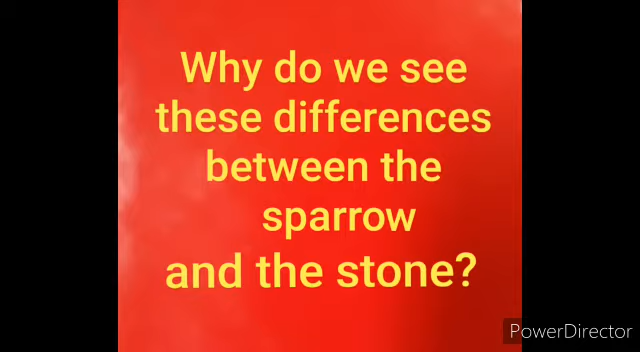 Why do we see
these differences
between the
sparrow
and the stone?
PowerDirector